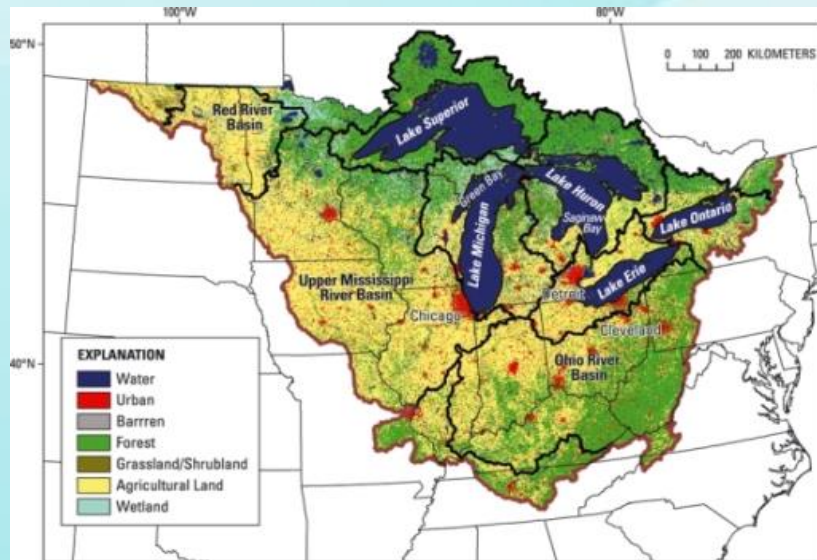 100°W
80°W
50°N
0 100 200 KILOMETERS
Red River
Basin
Lake Superior
Green Bay
Lake Huron
Saginaw
Bay
Lake Ontario
Lake Michigan
Lake Erie
Detroit
Upper Mississippi
River Basin
Chicago
Cleveland
Ohio River
Basin
40°N
EXPLANATION
Water
Urban
Barrren
Forest
Grassland/Shrubland
Agricultural Land
Wetland